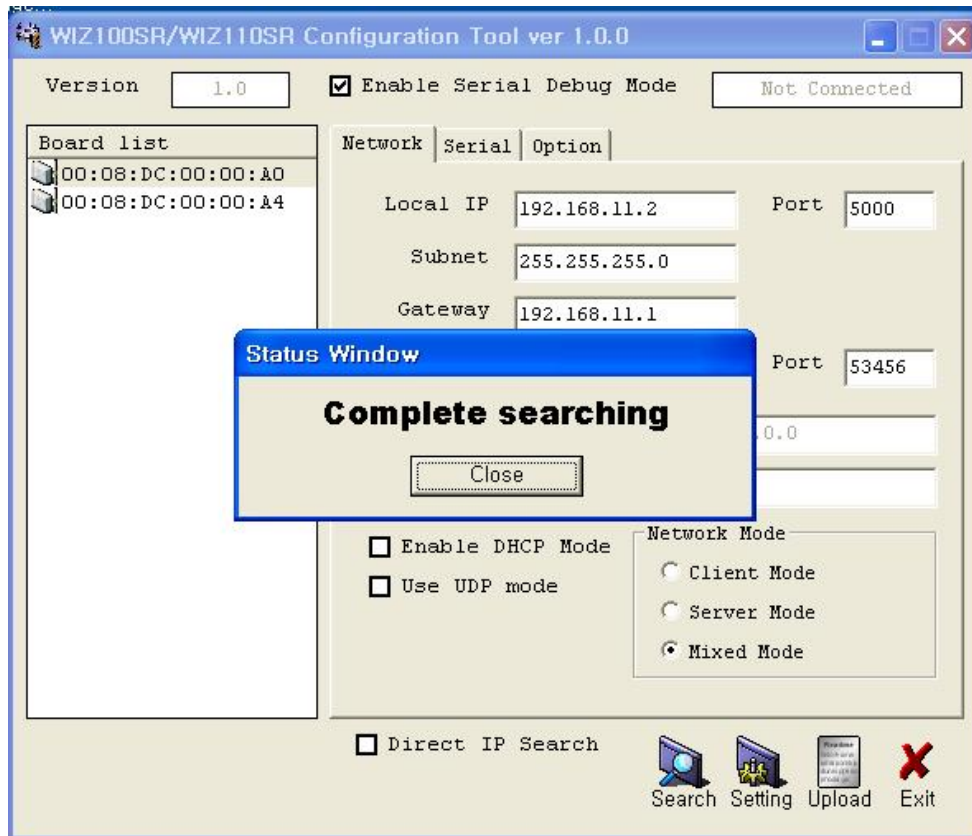 WIZ100SR/WIZ110SR Configuration Tool ver 1.0.0
Version 1.0 Enable Serial Debug Mode Not Connected
Board list
00:08:DC:00:00:A0
00:08:DC:00:00:A4
Network Serial Option
Local IP 192.168.11.2 Port 5000
Subnet 255.255.255.0
Gateway 192.168.11.1
Port 53456
.0.0
Status Window
Complete searching
Close
Enable DHCP Mode
Use UDP mode
Network Mode
Client Mode
Server Mode
Mixed Mode
Direct IP Search
Search Setting Upload Exit